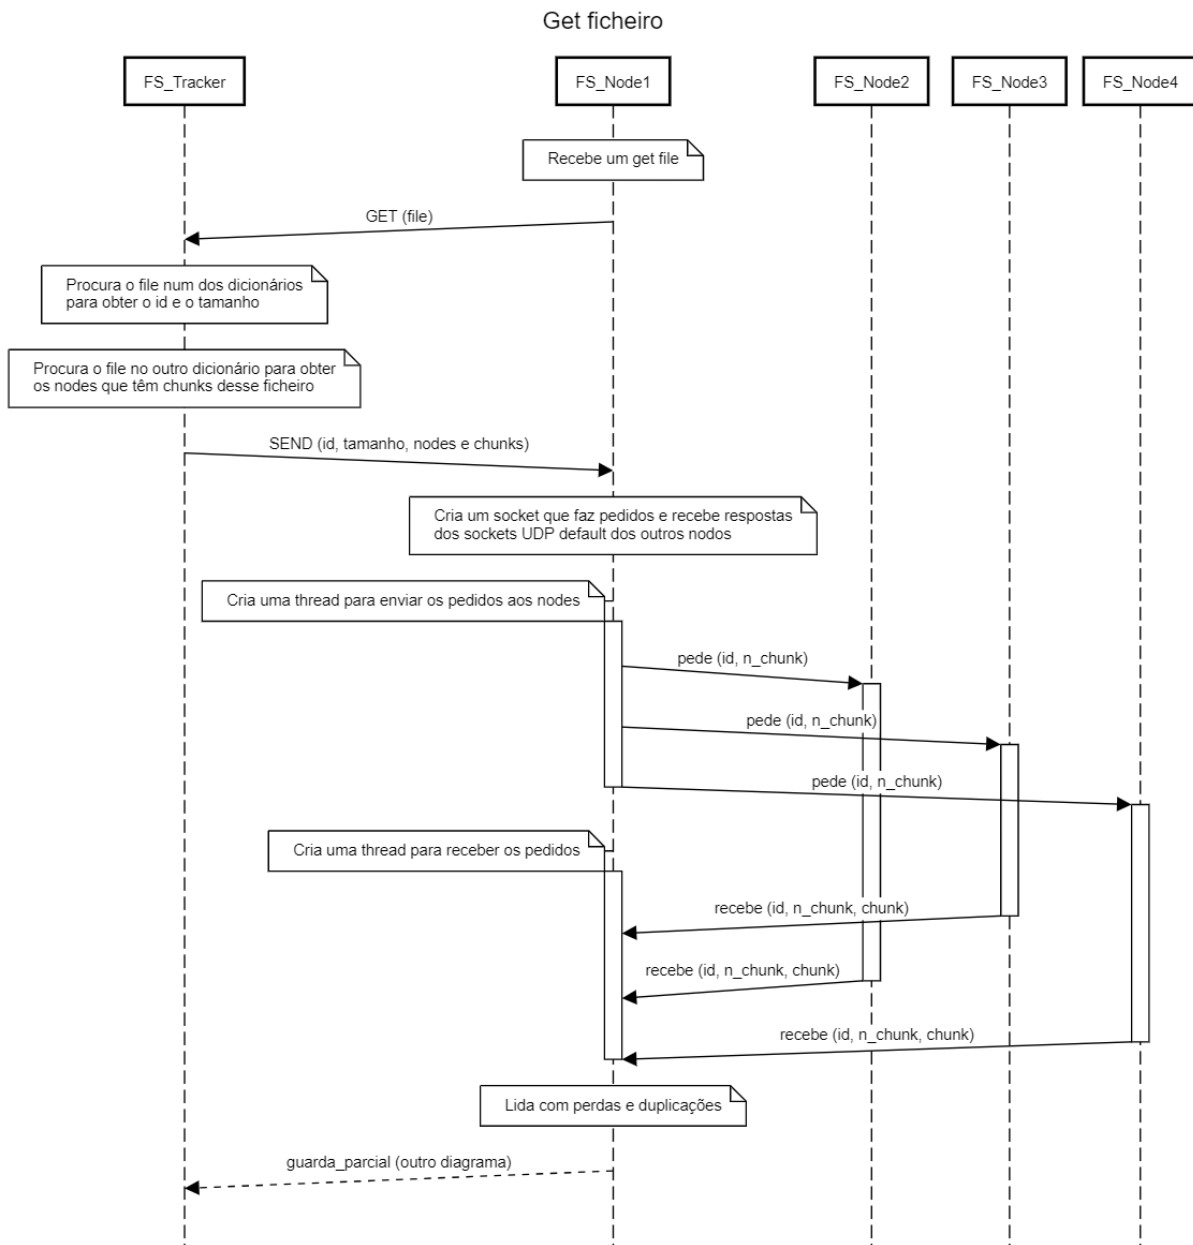 Get ficheiro
FS_Tracker
FS_Node1
FS_Node2
FS_Node3
FS_Node4
Recebe um get file
GET (file)
Procura o file num dos dicionários
para obter o id e o tamanho
Procura o file no outro dicionário para obter
os nodes que têm chunks desse ficheiro
SEND (id, tamanho, nodes e chunks)
Cria um socket que faz pedidos e recebe respostas
dos sockets UDP default dos outros nodos
Cria uma thread para enviar os pedidos aos nodes
pede (id, n_chunk)
pede (id, n_chunk)
pede (id, n_chunk)
Cria uma thread para receber os pedidos
recebe (id, n_chunk, chunk)
recebe (id, n_chunk, chunk)
recebe (id, n_chunk, chunk)
Lida com perdas e duplicações
guarda_parcial (outro diagrama)